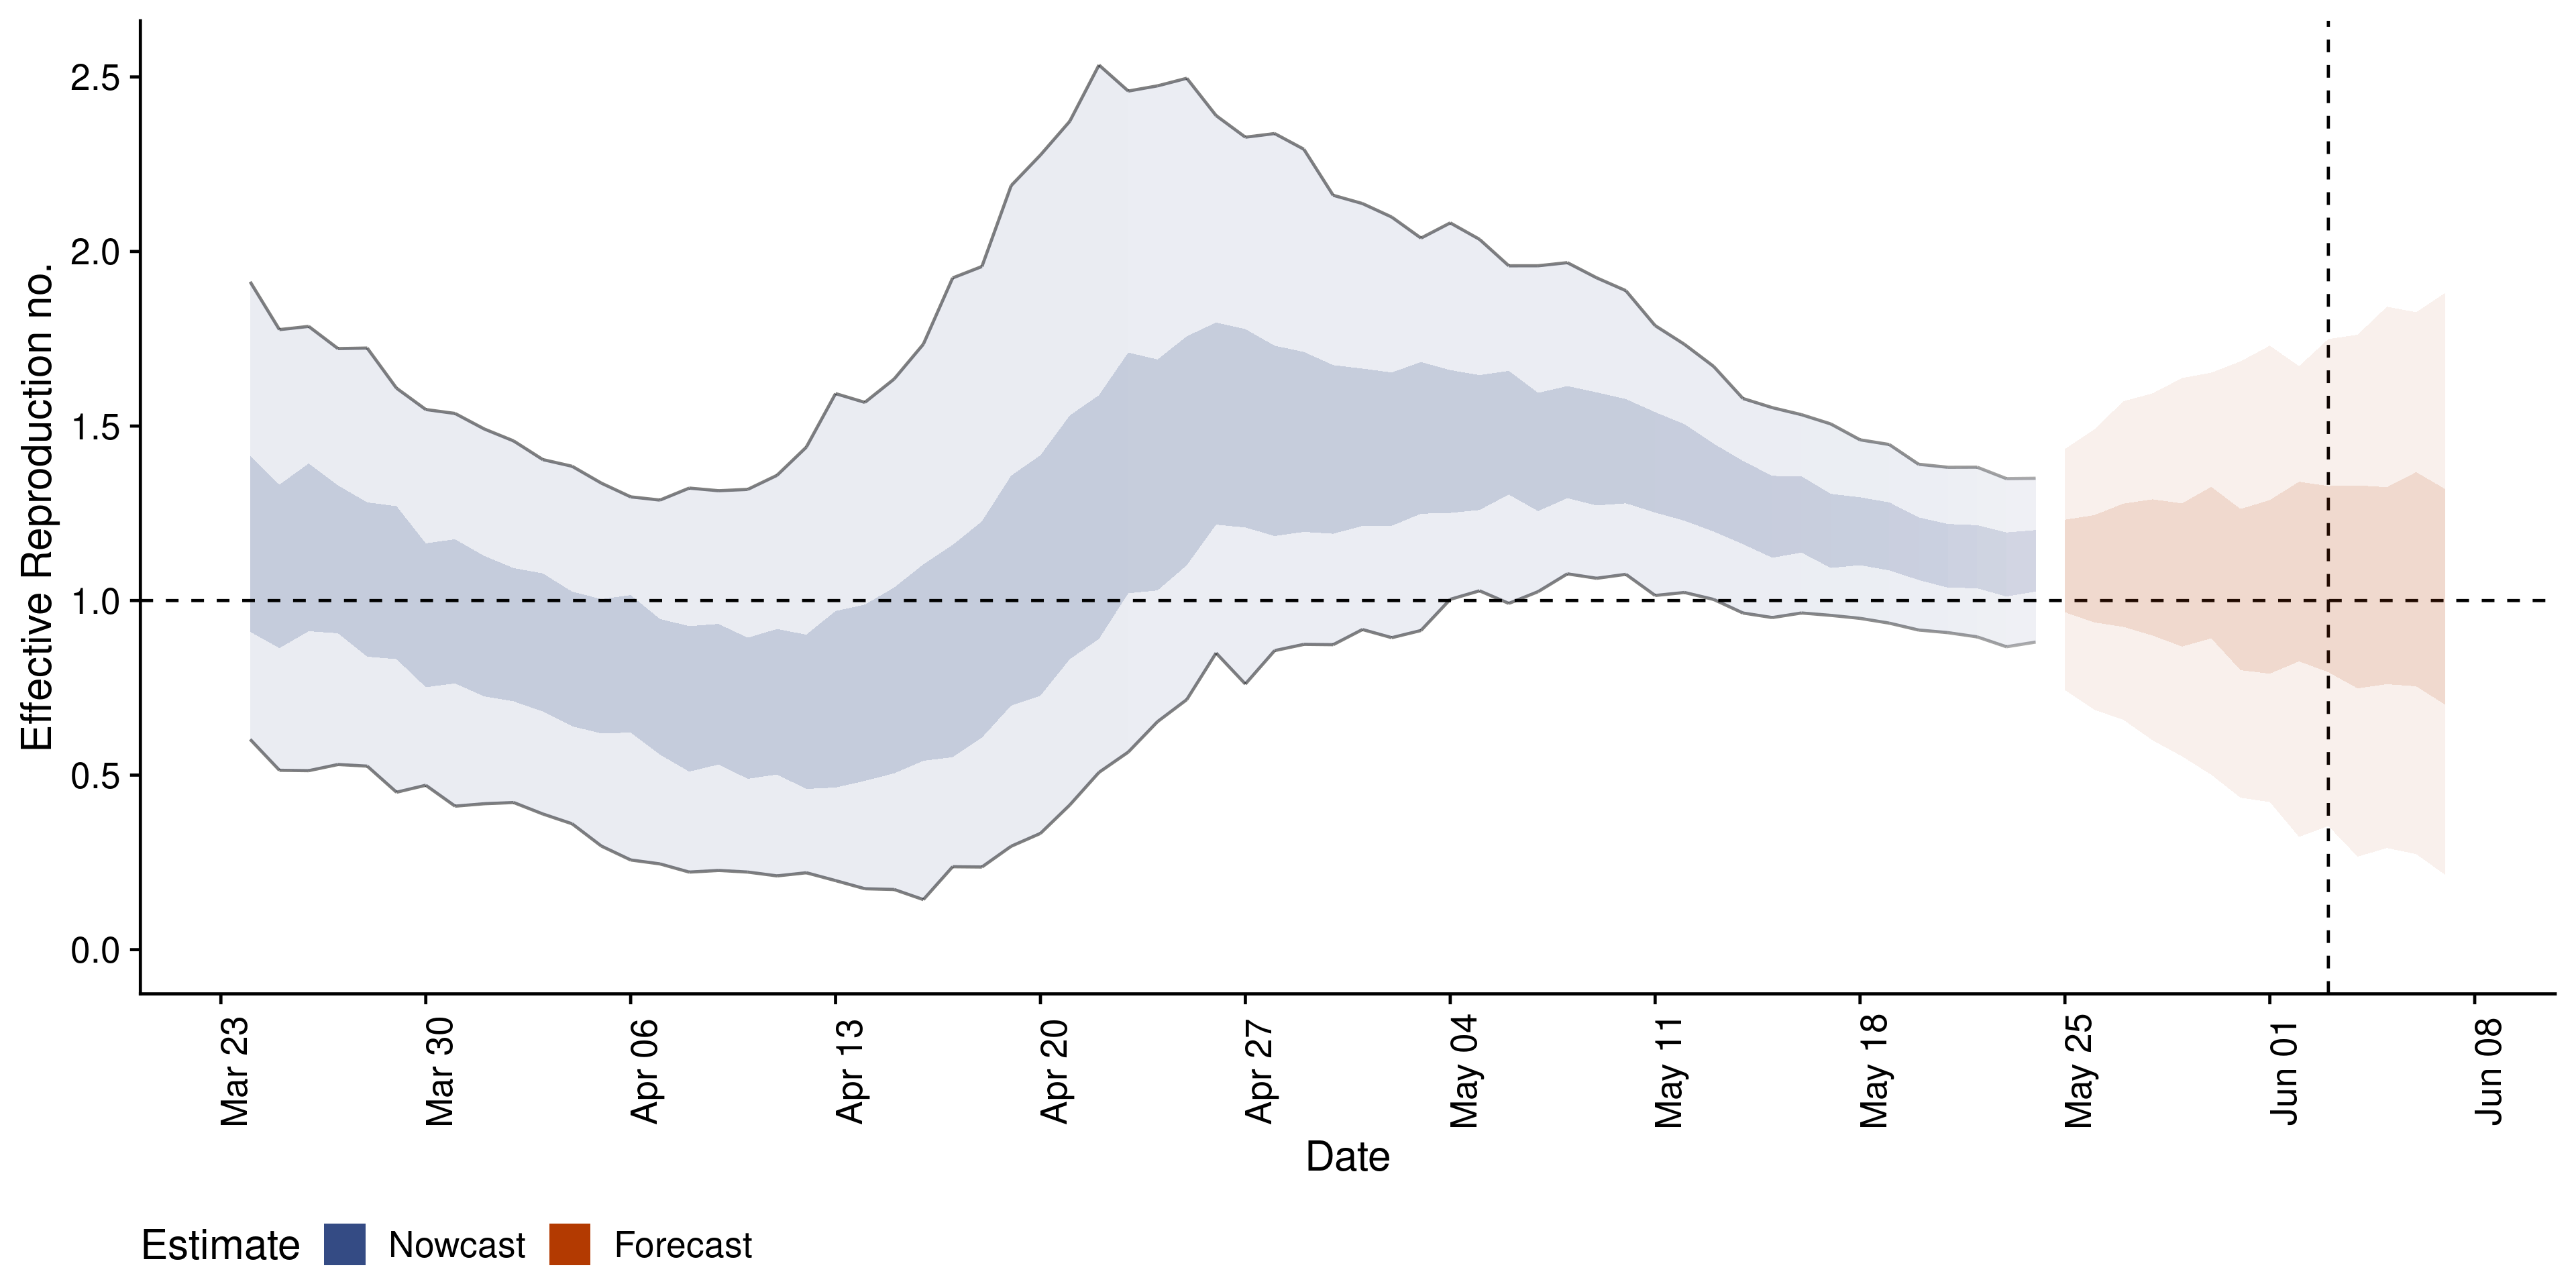 Effective Reproduction no.
2.5
2.0
1.5
1.0
0.5
0.0
Mar 23
Mar 30
Apr 06
Apr 13
Apr 20
Apr 27
May 04
May 11
May 18
May 25
Jun 01
Jun 08
Date
Estimate Nowcast Forecast